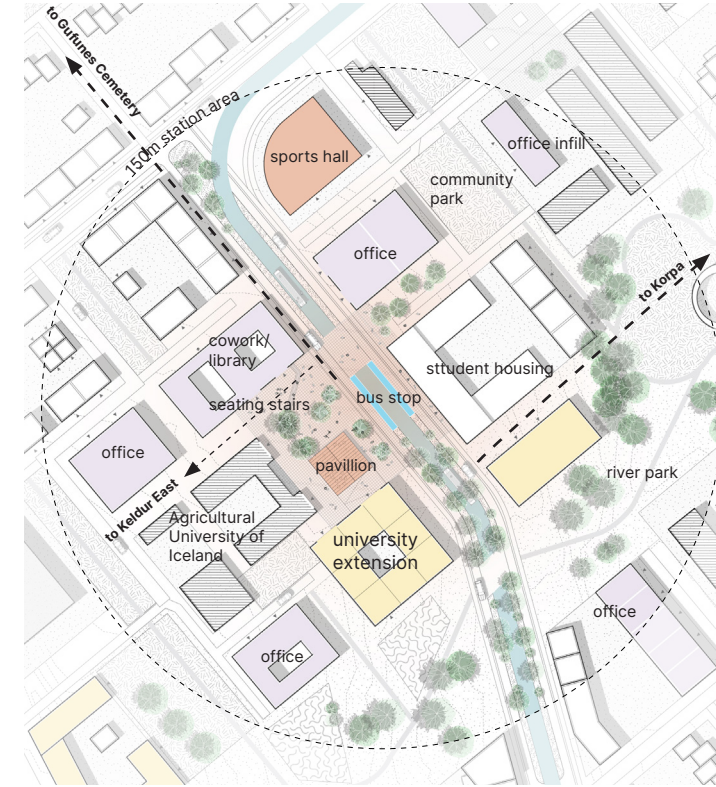 to Gufunes Cemetery
150m station area
sports hall
office infill
community
park
office
to Korpa
cowork/
library
sttudent housing
seating stairs
bus stop
office
pavillion
river park
to Keldur East
Agricultural
University of
Iceland
university
extension
office
office